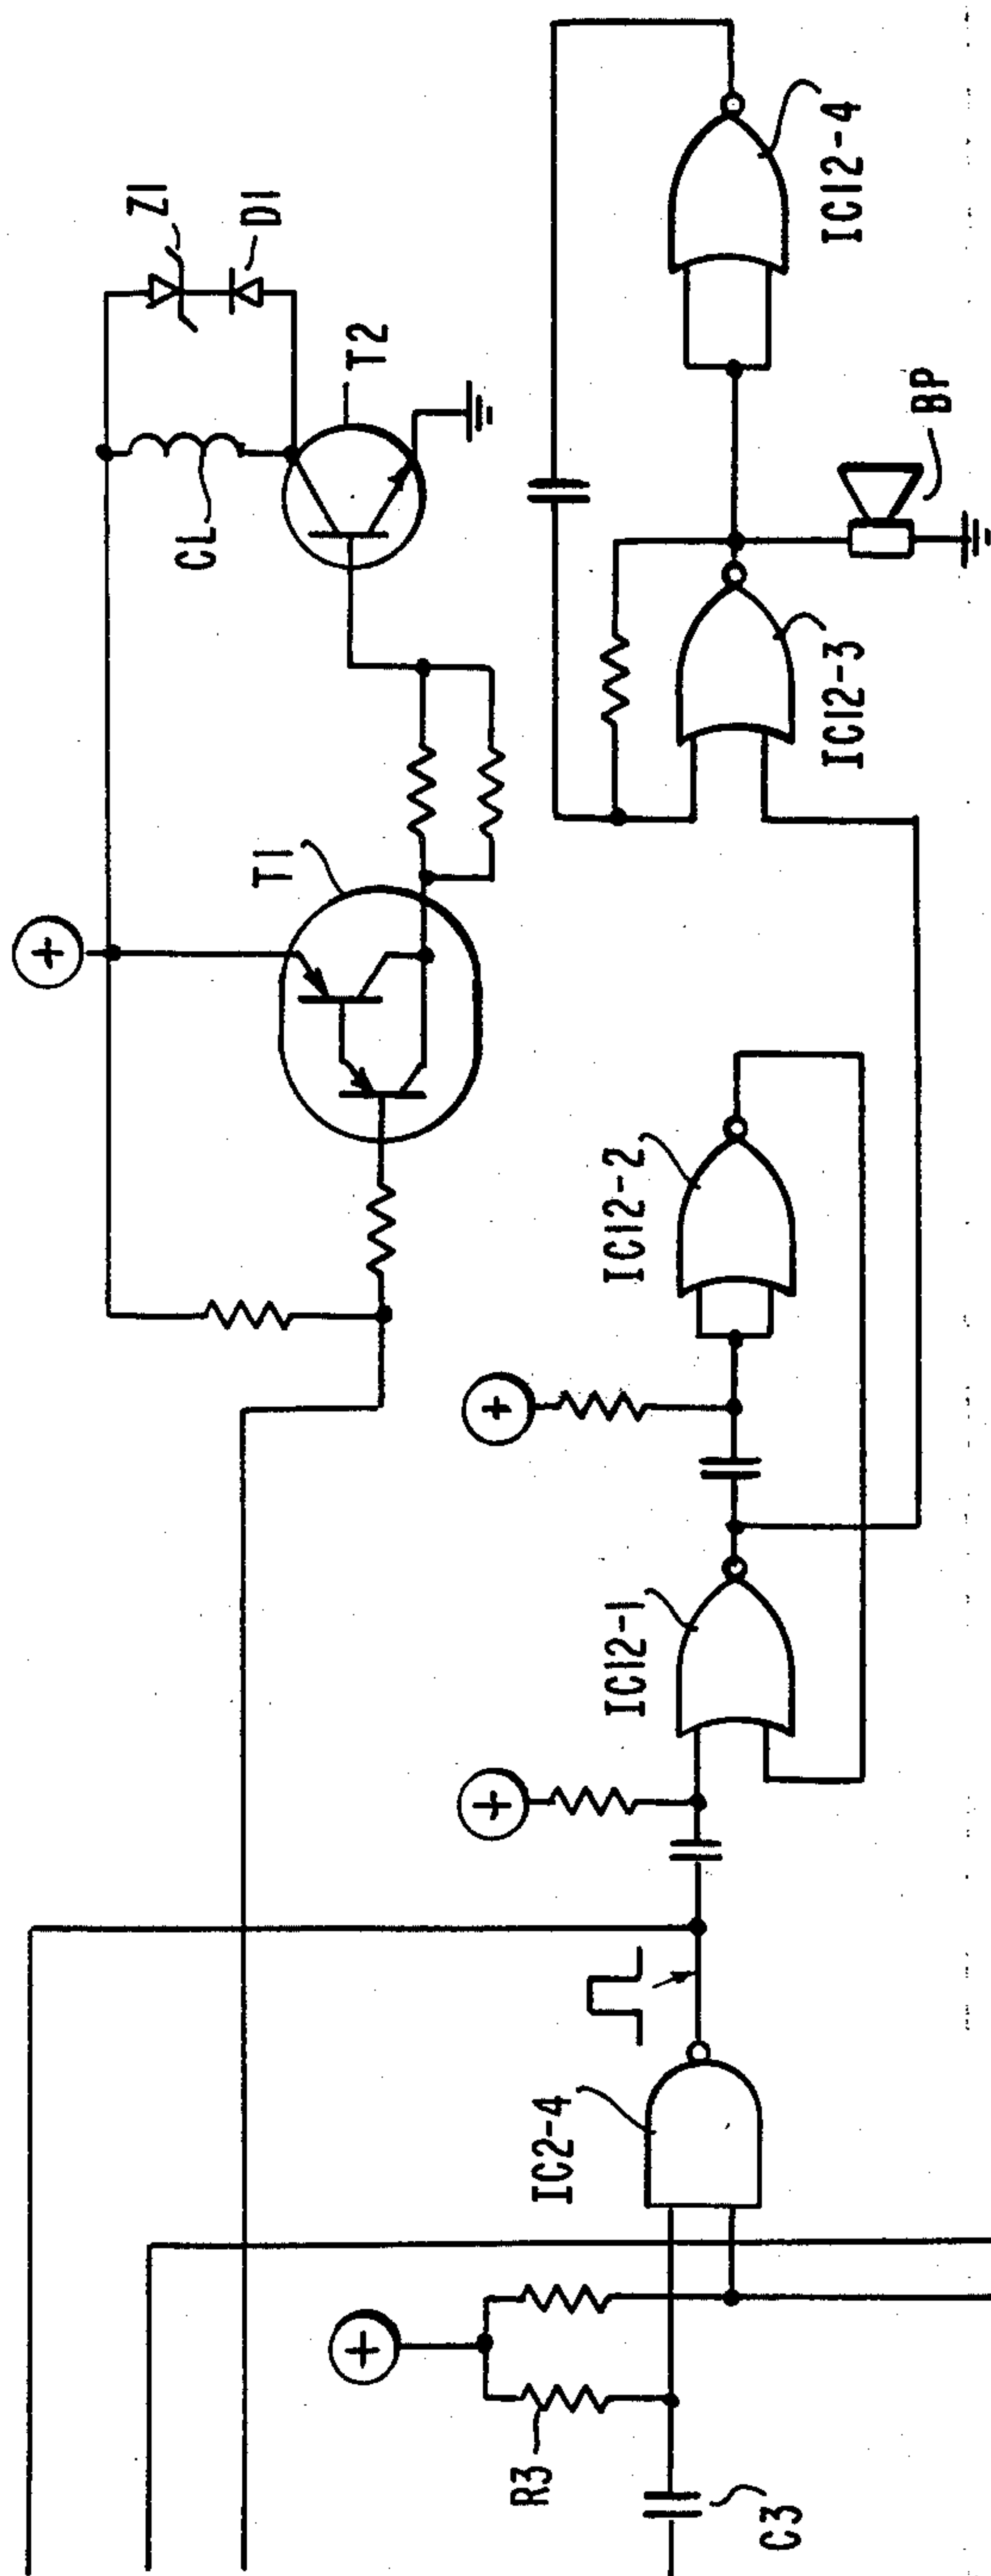 Z1
D1
T2
CL
T1
+
IC12-4
BP
IC12-3
IC12-2
+
IC12-1
+
IC2-4
+
R3
C3